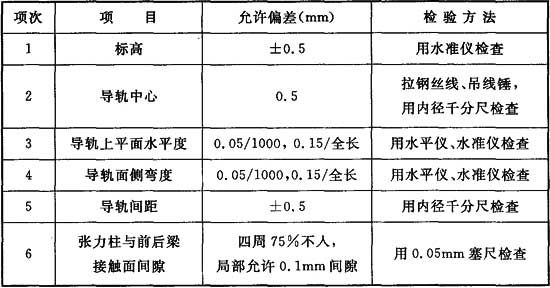 项次 项 目 允许偏差(mm) 检验方法
1 标高 ±0.5 用水准仪检查
2 导轨中心 0.5 拉钢丝线、吊线锤，
用内径千分尺检查
3 导轨上平面水平度 0.05/1000，0.15/全长 用水平仪、水准仪检查
4 导轨面侧弯度 0.05/1000,0.15/全长 用水平仪、水准仪检查
5 导轨间距 ±0.5 用内径千分尺检查
6 张力柱与前后梁 四周75%不人， 用0.05mm塞尺检查
接触面间隙 局部允许0.1mm间隙